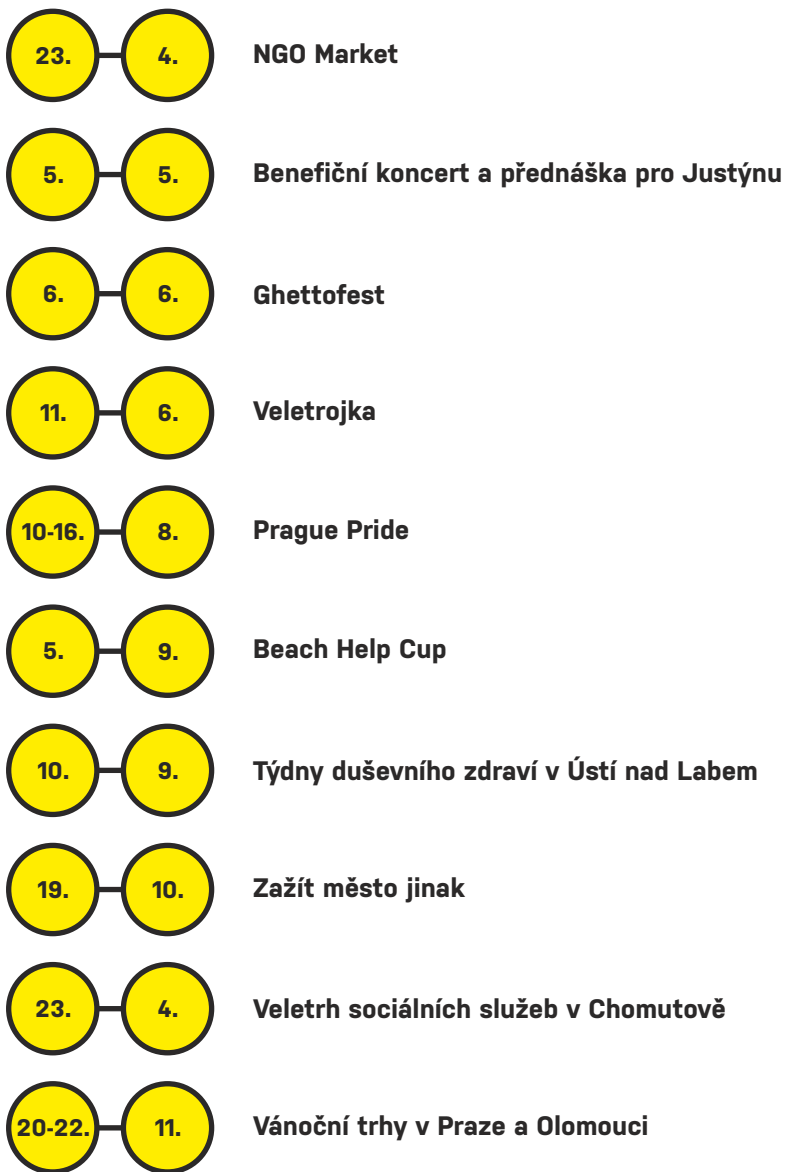 23. 4. NGO Market
5. 5. Benefiční koncert a přednáška pro Justýnu
6. 6. Ghettofest
11. 6. Veletrojka
10-16. 8. Prague Pride
5. 9. Beach Help Cup
10. 9. Týdny duševního zdraví v Ústí nad Labem
19. 10. Zažít město jinak
23. 4. Veletrh sociálních služeb v Chomutově
20-22. 11. Vánoční trhy v Praze a Olomouci